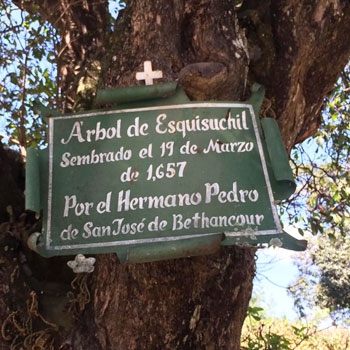 Árbol de Esquisuchil
Sembrado el 19 de Marzo
de 1,657
Por el Hermano Pedro
de San José de Bethancour